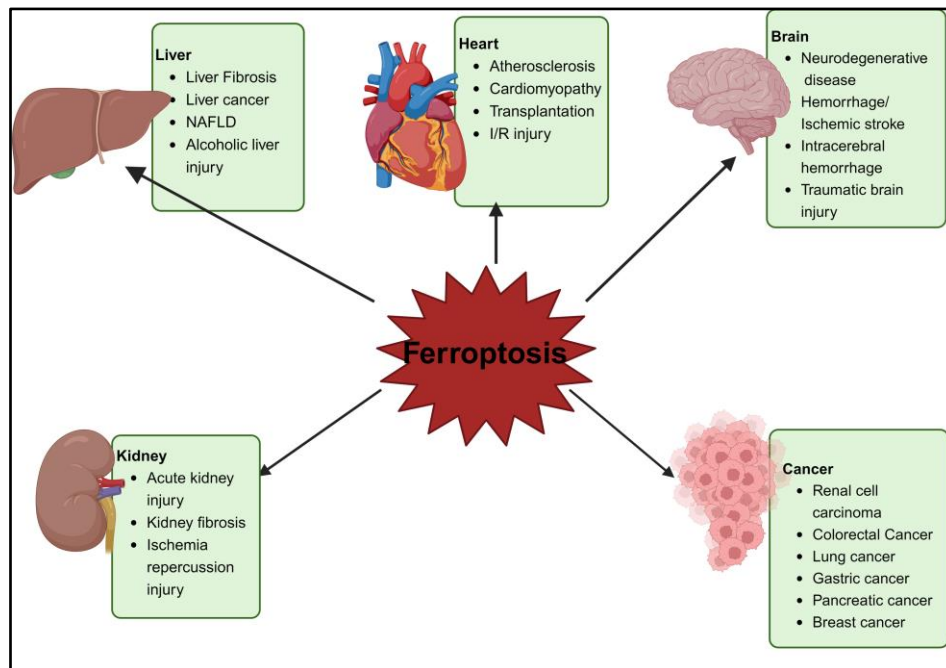 Liver
• Liver Fibrosis
• Liver cancer
• NAFLD
• Alcoholic liver
injury
Heart
• Atherosclerosis
• Cardiomyopathy
• Transplantation
• I/R injury
Brain
• Neurodegenerative
disease
Hemorrhage/
Ischemic stroke
• Intracerebral
hemorrhage
• Traumatic brain
injury
Ferroptosis
Kidney
• Acute kidney
injury
• Kidney fibrosis
• Ischemia
repercussion
injury
Cancer
• Renal cell
carcinoma
• Colorectal Cancer
• Lung cancer
• Gastric cancer
• Pancreatic cancer
• Breast cancer